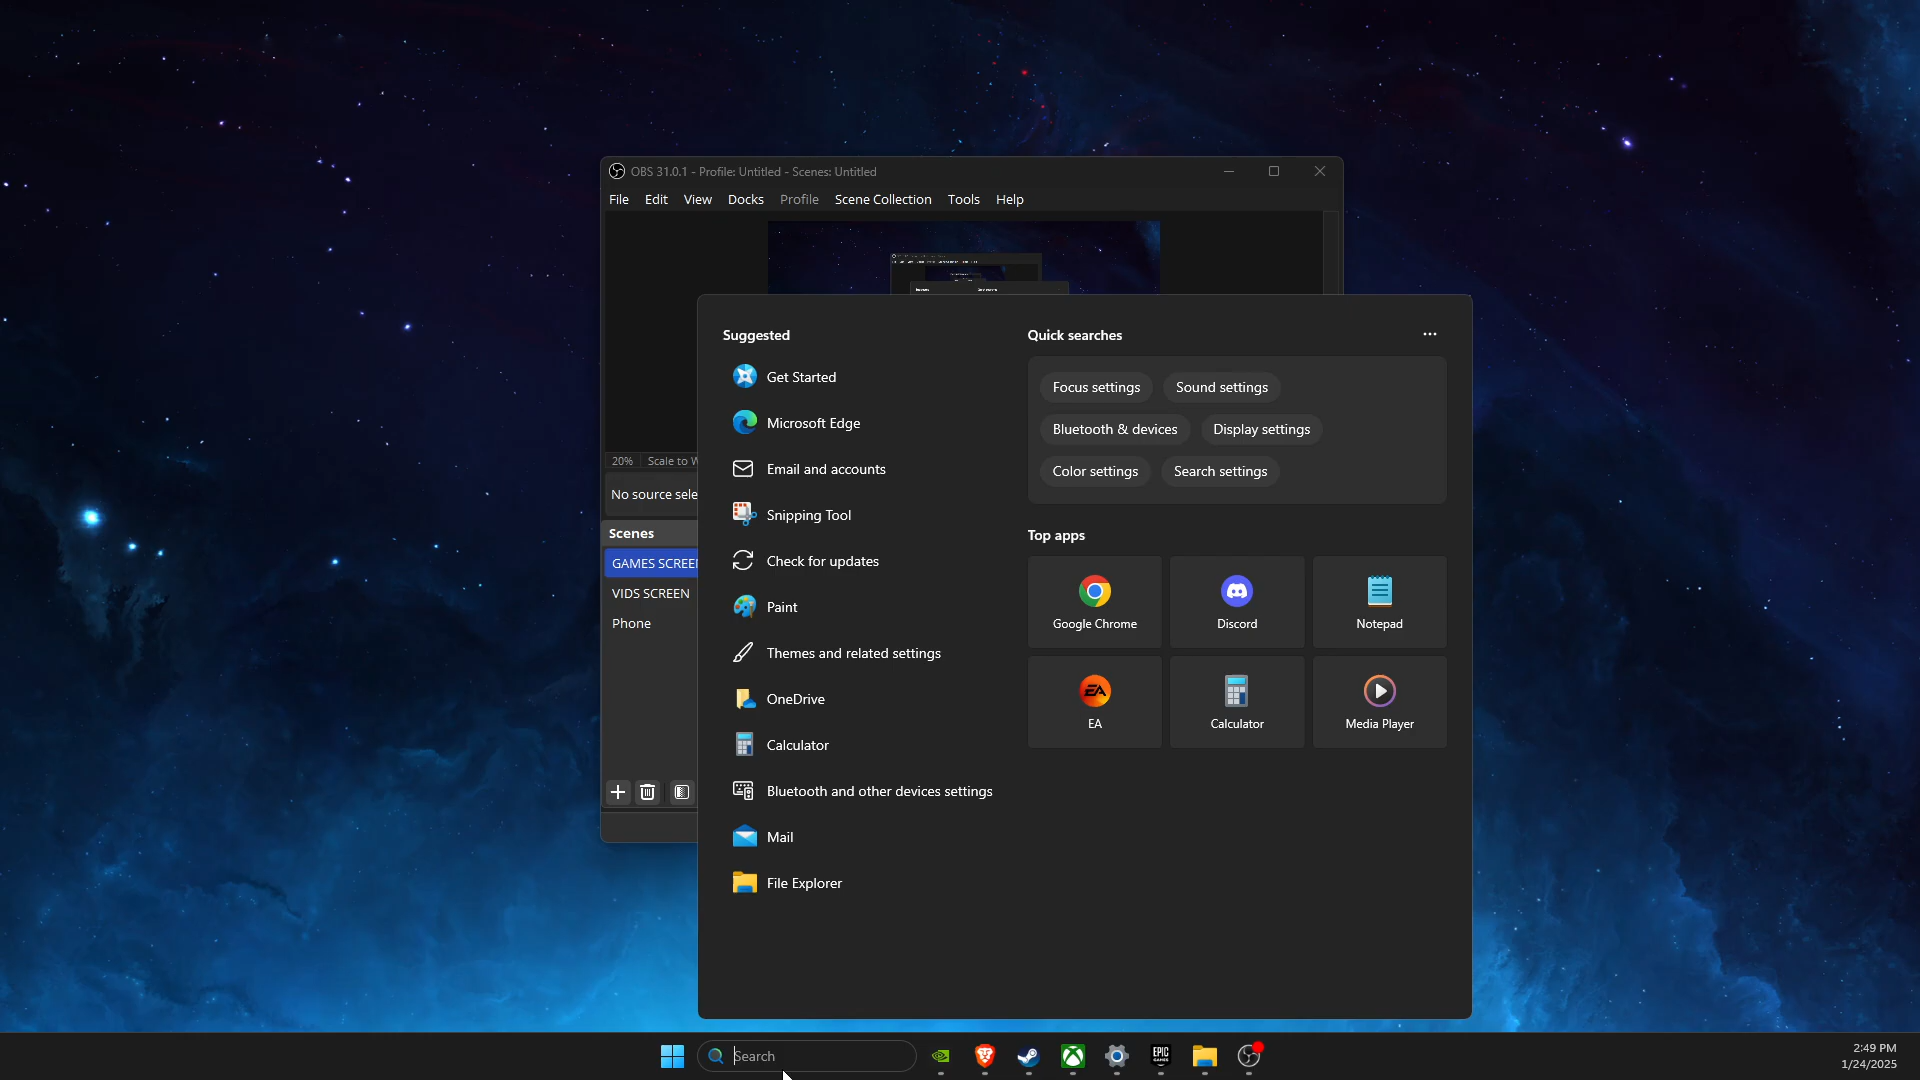 OBS 31.0.1 - Profile: Untitled - Scenes: Untitled
File Edit View Docks Profile Scene Collection Tools Help
20% Scale to W
No source sele
Scenes
GAMES SCREE
VIDS SCREEN
Phone
Suggested
Get Started
Microsoft Edge
Email and accounts
Snipping Tool
Check for updates
Paint
Themes and related settings
OneDrive
Calculator
Bluetooth and other devices settings
Mail
File Explorer
Quick searches
Focus settings Sound settings
Bluetooth & devices Display settings
Color settings Search settings
Top apps
Google Chrome Discord Notepad
EA
EA Calculator Media Player
Search
EPIC
GAMES
2:49 PM
1/24/2025